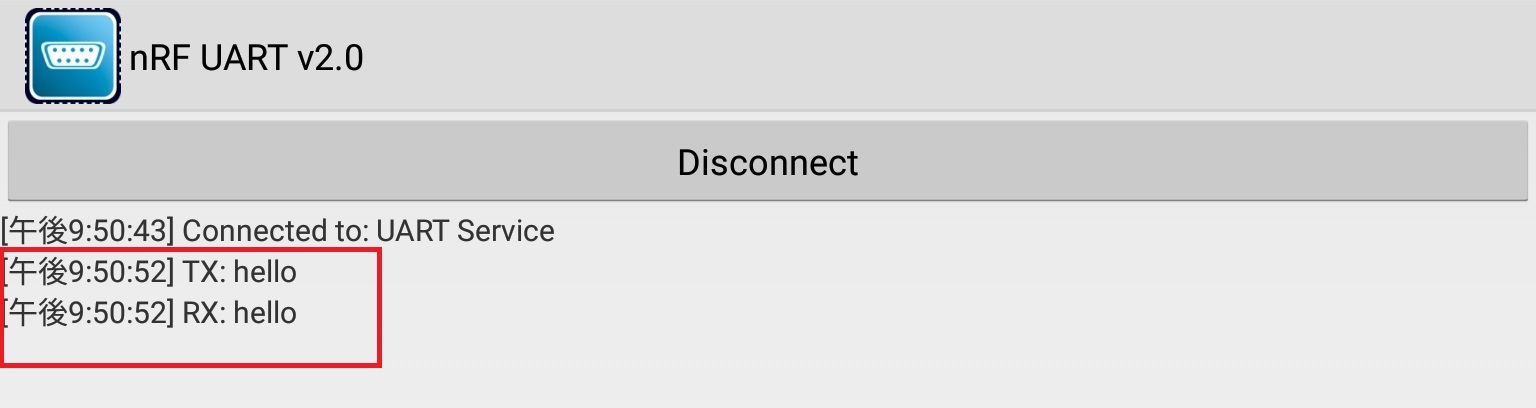 nRF UART v2.0
Disconnect
[午後9:50:43] Connected to: UART Service
[午後9:50:52] TX: hello
[午後9:50:52] RX: hello